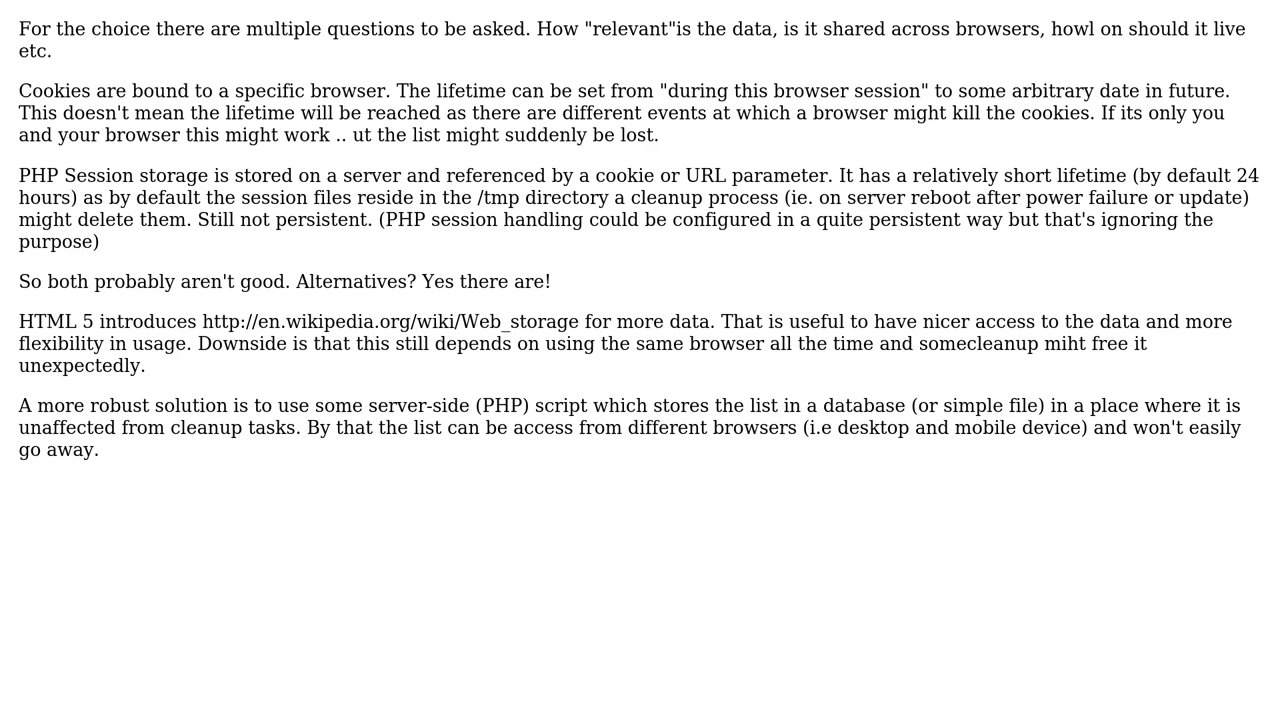 For the choice there are multiple questions to be asked. How "relevant"is the data, is it shared across browsers, howl on should it live
etc.
Cookies are bound to a specific browser. The lifetime can be set from "during this browser session" to some arbitrary date in future.
This doesn't mean the lifetime will be reached as there are different events at which a browser might kill the cookies. If its only you
and your browser this might work .. ut the list might suddenly be lost.
PHP Session storage is stored on a server and referenced by a cookie or URL parameter. It has a relatively short lifetime (by default 24
hours) as by default the session files reside in the /tmp directory a cleanup process (ie. on server reboot after power failure or update)
might delete them. Still not persistent. (PHP session handling could be configured in a quite persistent way but that's ignoring the
purpose)
So both probably aren't good. Alternatives? Yes there are!
HTML 5 introduces http://en.wikipedia.org/wiki/Web_storage for more data. That is useful to have nicer access to the data and more
flexibility in usage. Downside is that this still depends on using the same browser all the time and somecleanup miht free it
unexpectedly.
A more robust solution is to use some server-side (PHP) script which stores the list in a database (or simple file) in a place where it is
unaffected from cleanup tasks. By that the list can be access from different browsers (i.e desktop and mobile device) and won't easily
go away.